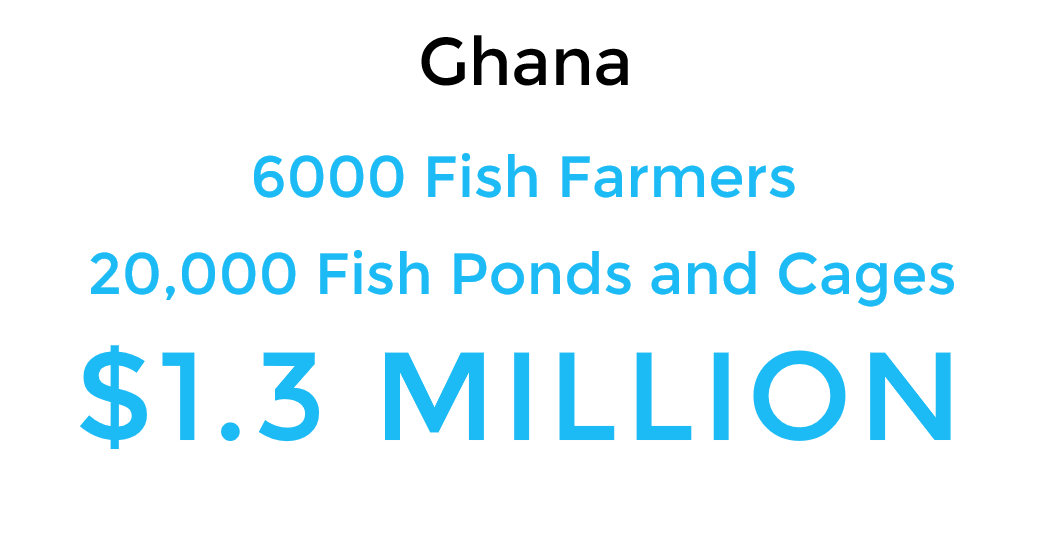 Ghana
6000 Fish Farmers
20,000 Fish Ponds and Cages
$1.3 MILLION